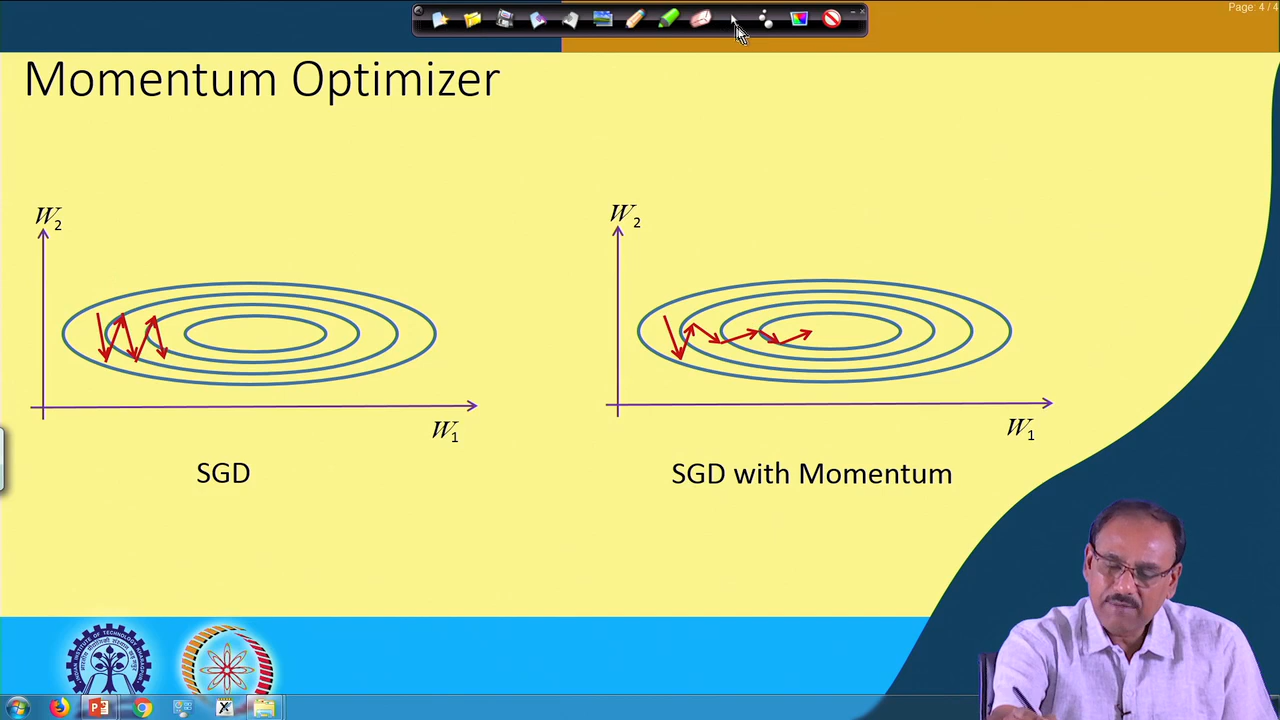 Page: 4 / 4
Momentum Optimizer
W2
W2
W1
W1
SGD
SGD with Momentum